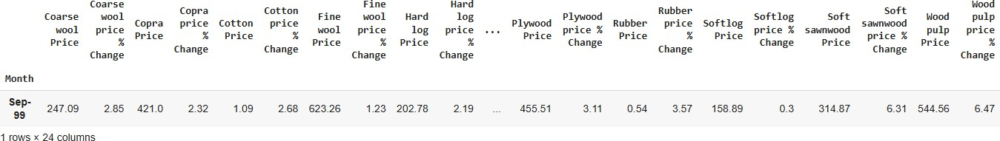 Coarse wool Price Coarse wool price % Change Copra Price Copra price % Change Cotton Price Cotton price % Change Fine wool Price Fine wool price % Change Hard log Price Hard log price % Change ... Plywood Price Plywood price % Change Rubber Price Rubber price % Change Softlog Price Softlog price % Change Soft sawnwood Price Soft sawnwood price % Change Wood pulp Price Wood pulp price % Change
Month
Sep-99 247.09 2.85 421.0 2.32 1.09 2.68 623.26 1.23 202.78 2.19 ... 455.51 3.11 0.54 3.57 158.89 0.3 314.87 6.31 544.56 6.47
1 rows × 24 columns